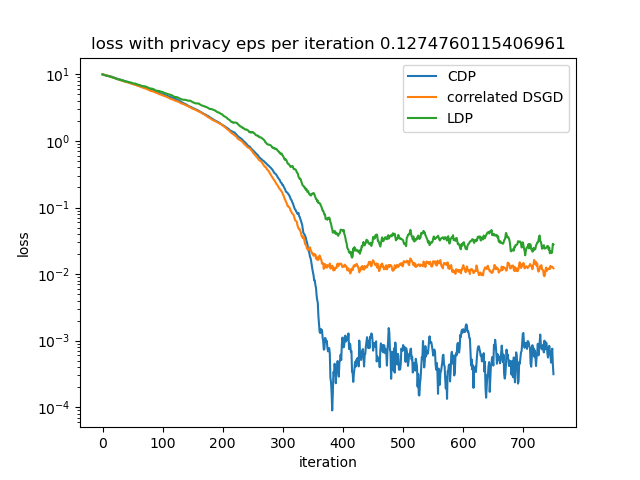 loss with privacy eps per iteration 0.1274760115406961
CDP
correlated DSGD
LDP
loss
10^1
10^0
10^-1
10^-2
10^-3
10^-4
0 100 200 300 400 500 600 700
iteration